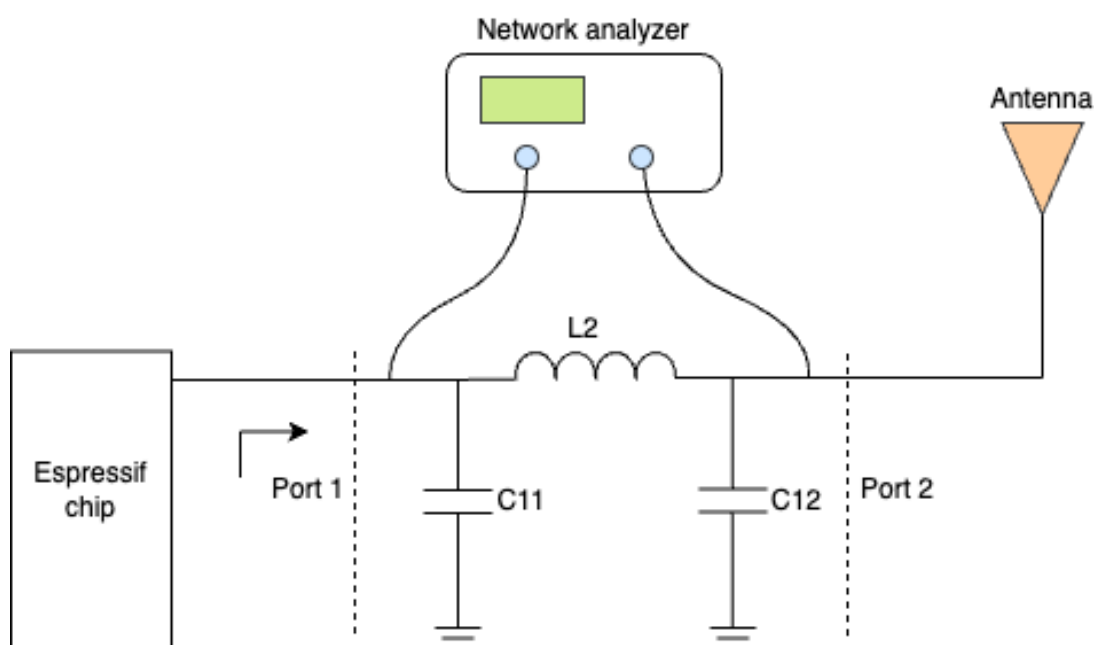 Network analyzer
Antenna
L2
Espressif
chip
Port 1
C11
C12
Port 2